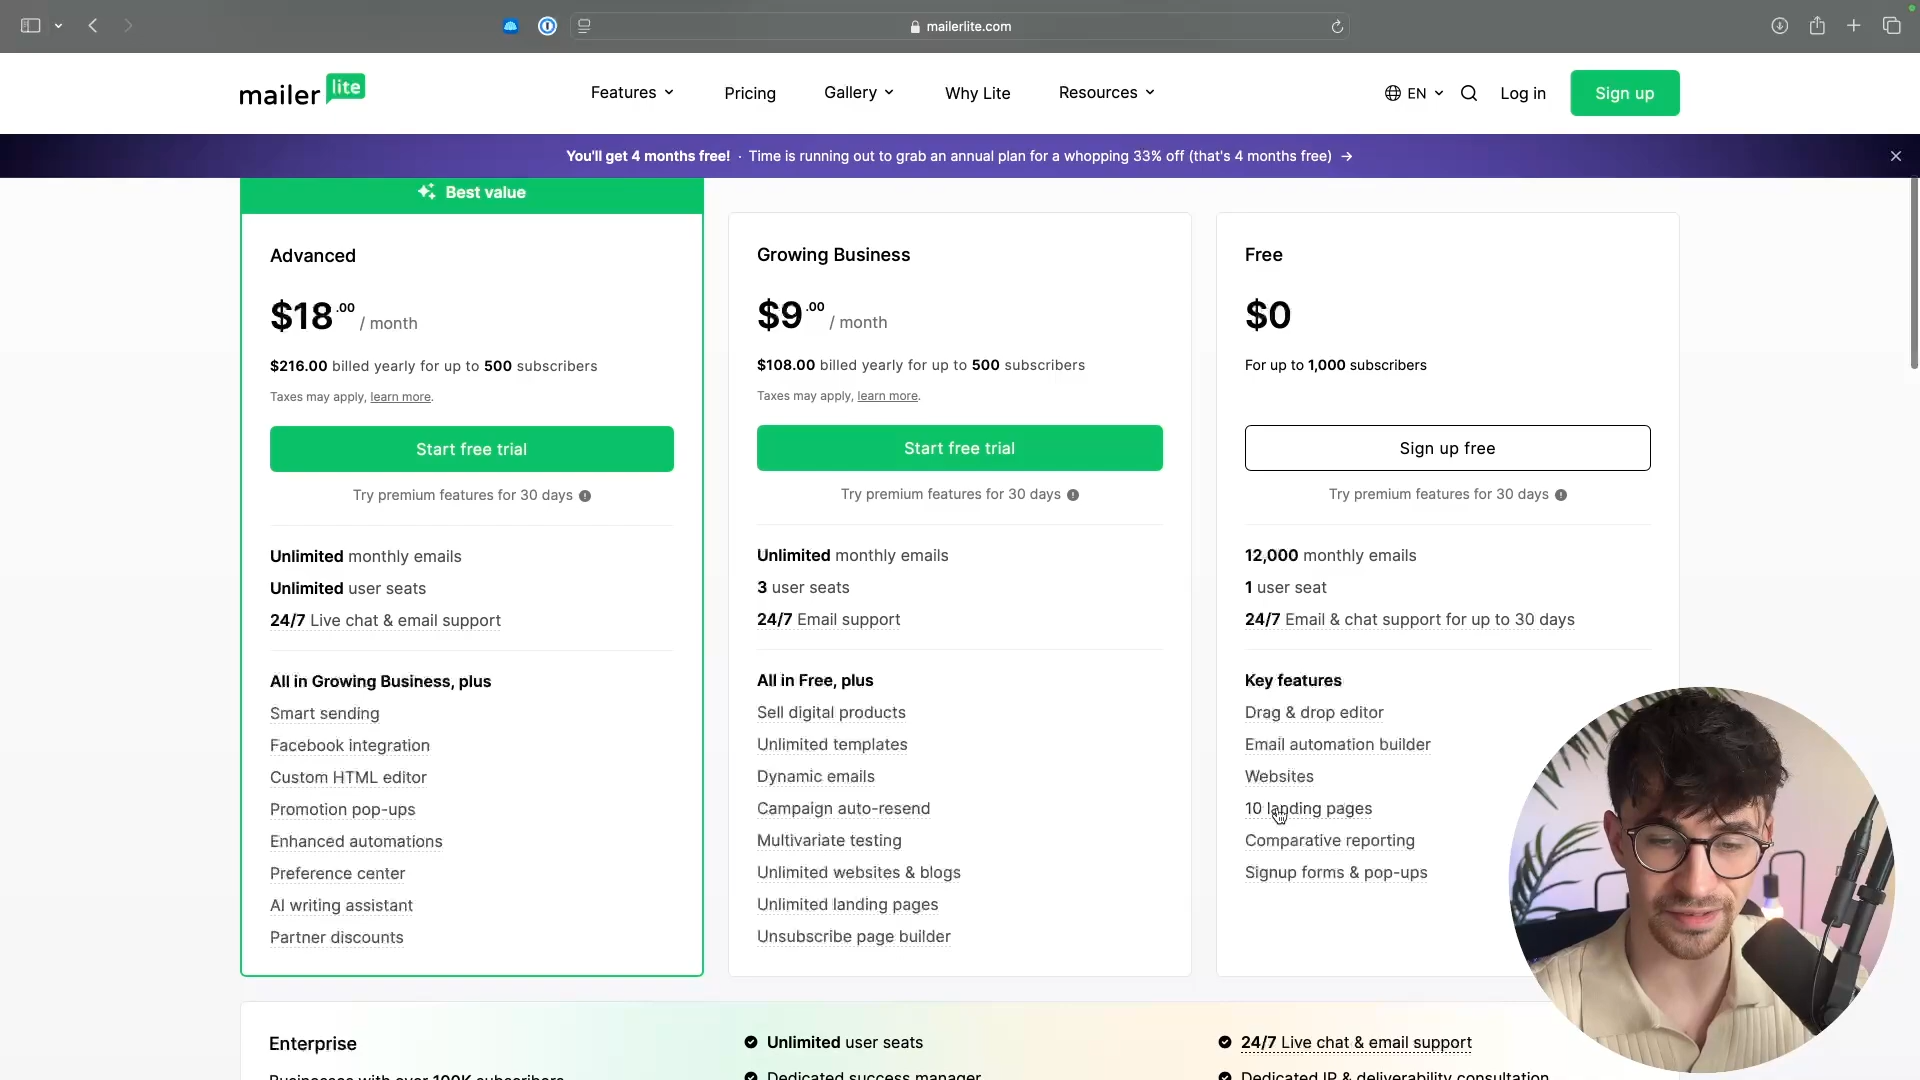 mailerlite.com
mailer lite
Features
Pricing
Gallery
Why Lite
Resources
EN
Log in
Sign up
You'll get 4 months free! · Time is running out to grab an annual plan for a whopping 33% off (that's 4 months free) →
Best value
Advanced
$18.00 / month
$216.00 billed yearly for up to 500 subscribers
Taxes may apply, learn more.
Start free trial
Try premium features for 30 days
Unlimited monthly emails
Unlimited user seats
24/7 Live chat & email support
All in Growing Business, plus
Smart sending
Facebook integration
Custom HTML editor
Promotion pop-ups
Enhanced automations
Preference center
AI writing assistant
Partner discounts
Growing Business
$9.00 / month
$108.00 billed yearly for up to 500 subscribers
Taxes may apply, learn more.
Start free trial
Try premium features for 30 days
Unlimited monthly emails
3 user seats
24/7 Email support
All in Free, plus
Sell digital products
Unlimited templates
Dynamic emails
Campaign auto-resend
Multivariate testing
Unlimited websites & blogs
Unlimited landing pages
Unsubscribe page builder
Free
$0
For up to 1,000 subscribers
Sign up free
Try premium features for 30 days
12,000 monthly emails
1 user seat
24/7 Email & chat support for up to 30 days
Key features
Drag & drop editor
Email automation builder
Websites
10 landing pages
Comparative reporting
Signup forms & pop-ups
Enterprise
Businesses with over 100K subscribers
Unlimited user seats
Dedicated success manager
24/7 Live chat & email support
Dedicated IP & deliverability consultation